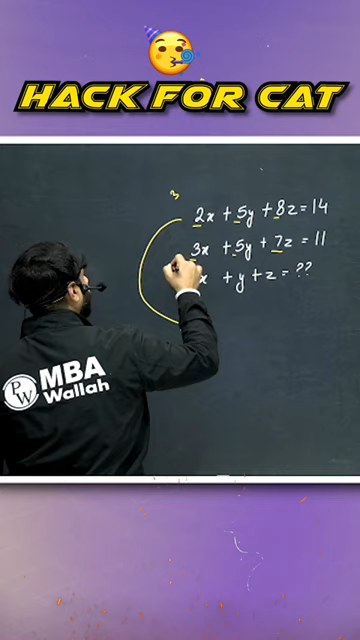 HACK FOR CAT
3
2x + 5y + 8z = 14
3x + 5y + 7z = 11
x + y + z = ??
PW
MBA
Wallah